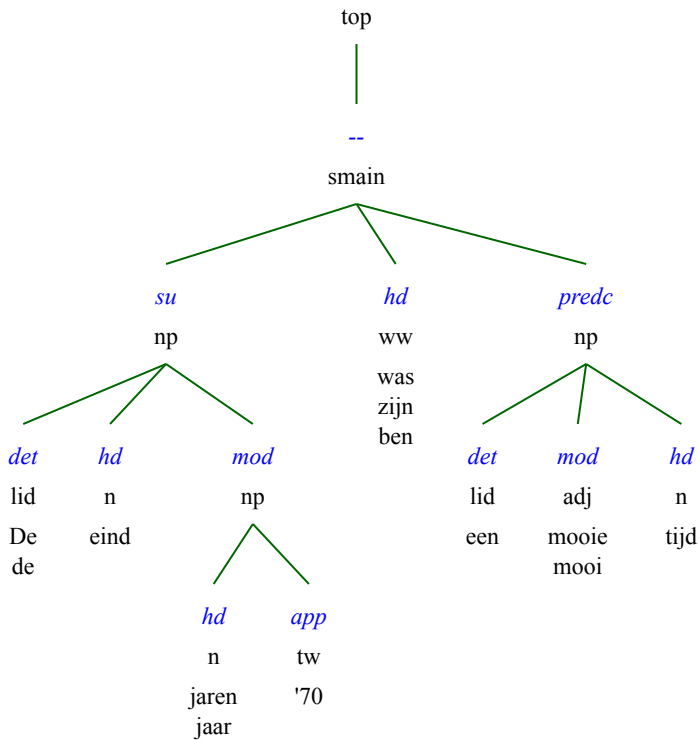 top
--
smain
su hd predc
np ww np
was
zijn
ben
det hd mod det mod hd
lid n np lid adj n
De eind een mooie tijd
de mooi
hd app
n tw
jaren '70
jaar